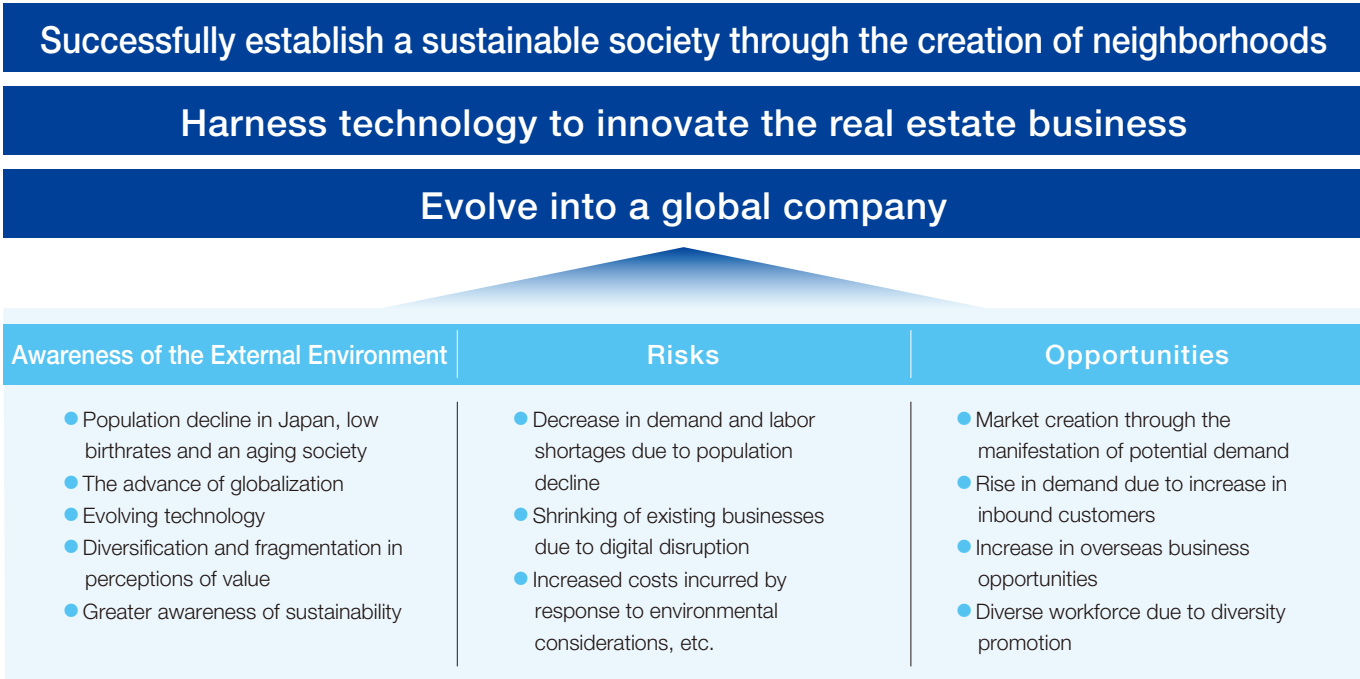 Successfully establish a sustainable society through the creation of neighborhoods
Harness technology to innovate the real estate business
Evolve into a global company
Awareness of the External Environment
● Population decline in Japan, low
birthrates and an aging society
● The advance of globalization
● Evolving technology
● Diversification and fragmentation in
perceptions of value
● Greater awareness of sustainability
Risks
● Decrease in demand and labor
shortages due to population
decline
● Shrinking of existing businesses
due to digital disruption
● Increased costs incurred by
response to environmental
considerations, etc.
Opportunities
● Market creation through the
manifestation of potential demand
● Rise in demand due to increase in
inbound customers
● Increase in overseas business
opportunities
● Diverse workforce due to diversity
promotion